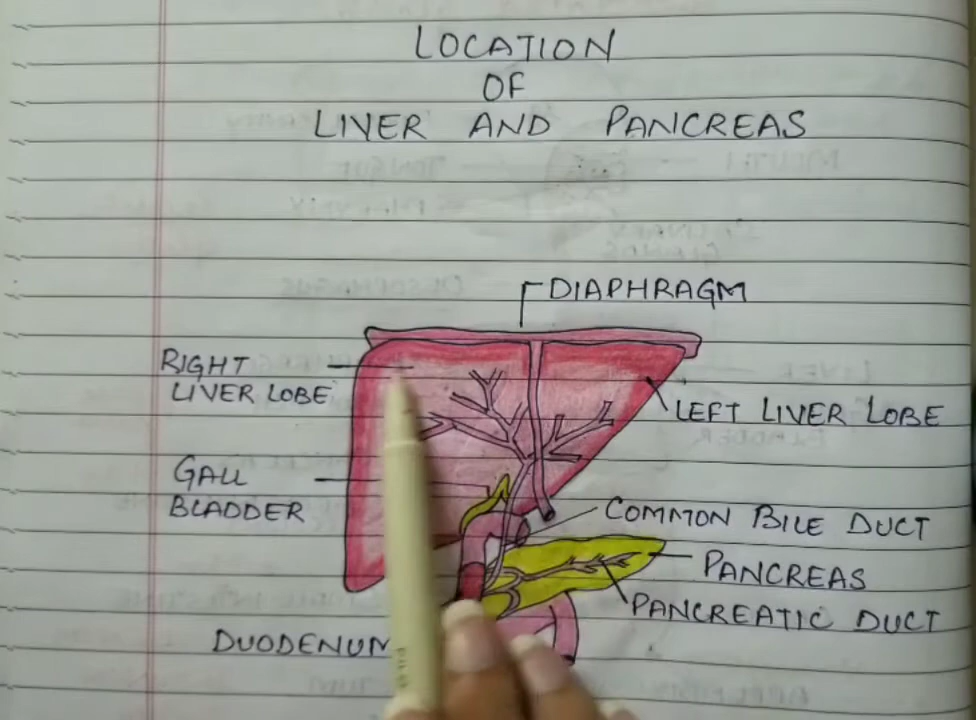 LOCATION
OF
LIVER AND PANCREAS
DIAPHRAGM
RIGHT
LIVER LOBE
LEFT LIVER LOBE
GALL
BLADDER
COMMON BILE DUCT
PANCREAS
PANCREATIC DUCT
DUODENUM